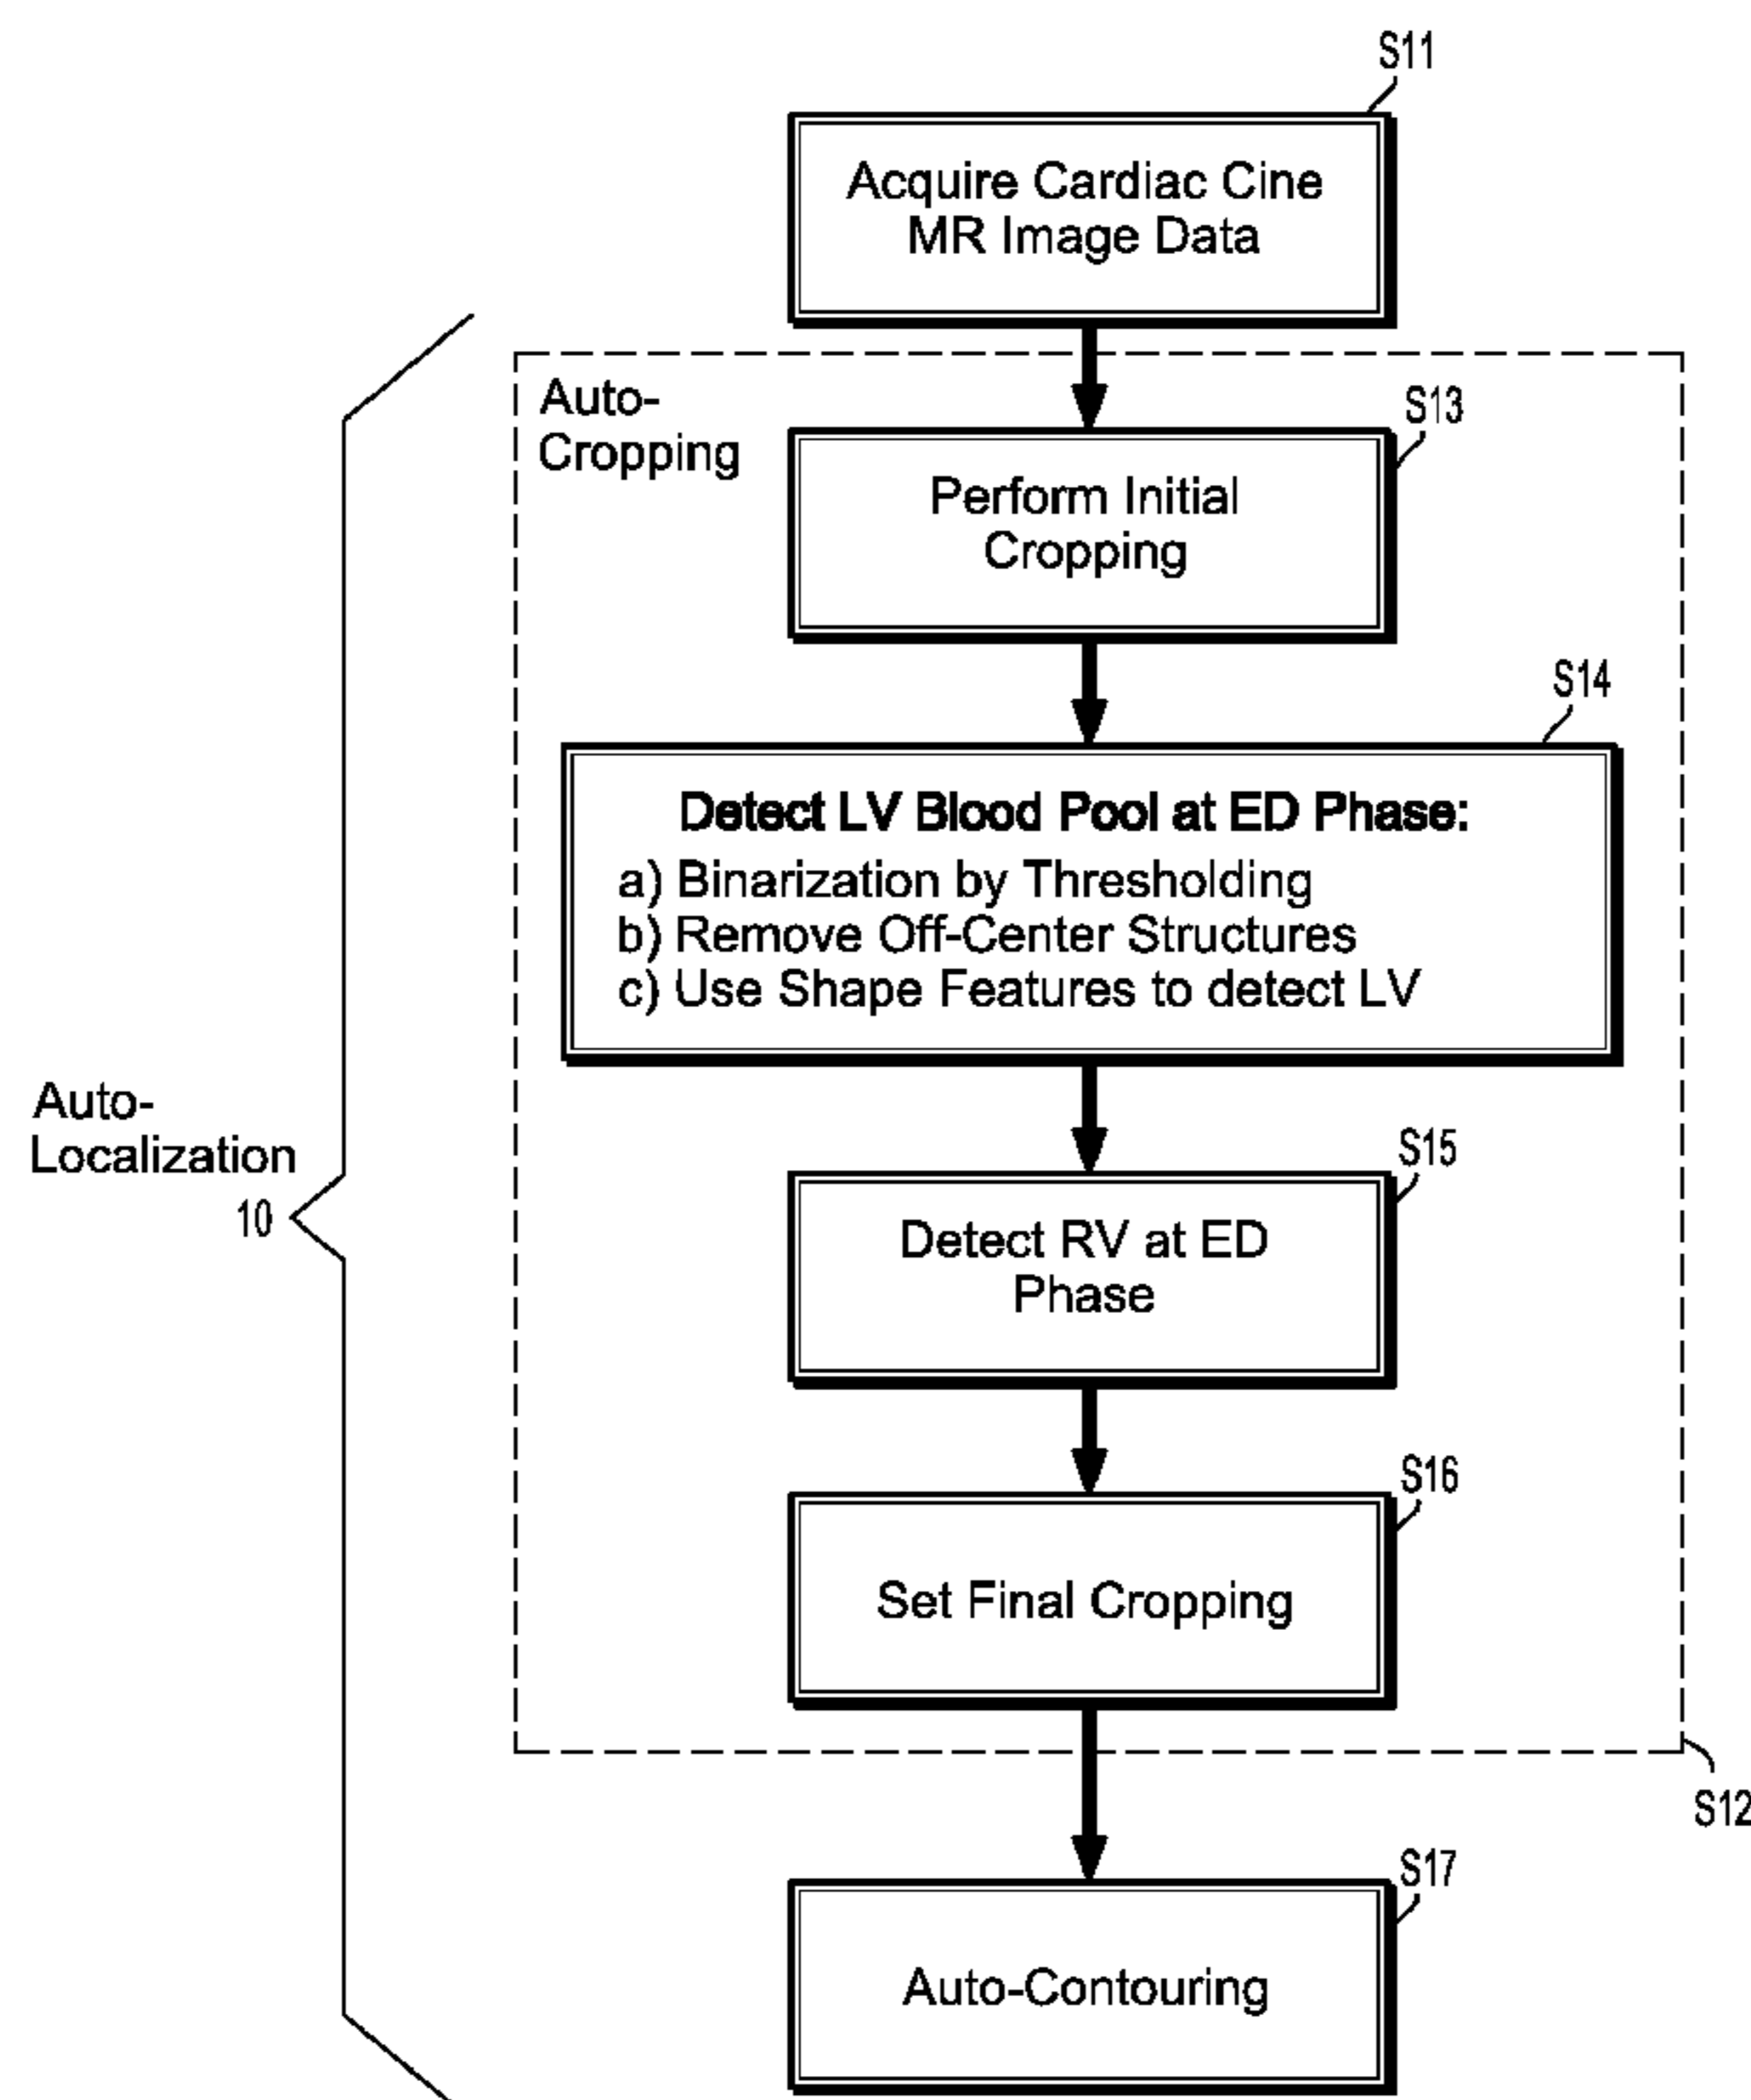 S11
Acquire Cardiac Cine
MR Image Data
Auto-
Cropping
S13
Perform Initial
Cropping
S14
Detect LV Blood Pool at ED Phase:
a) Binarization by Thresholding
b) Remove Off-Center Structures
c) Use Shape Features to detect LV
Auto-
Localization
10
S15
Detect RV at ED
Phase
S16
Set Final Cropping
S12
S17
Auto-Contouring